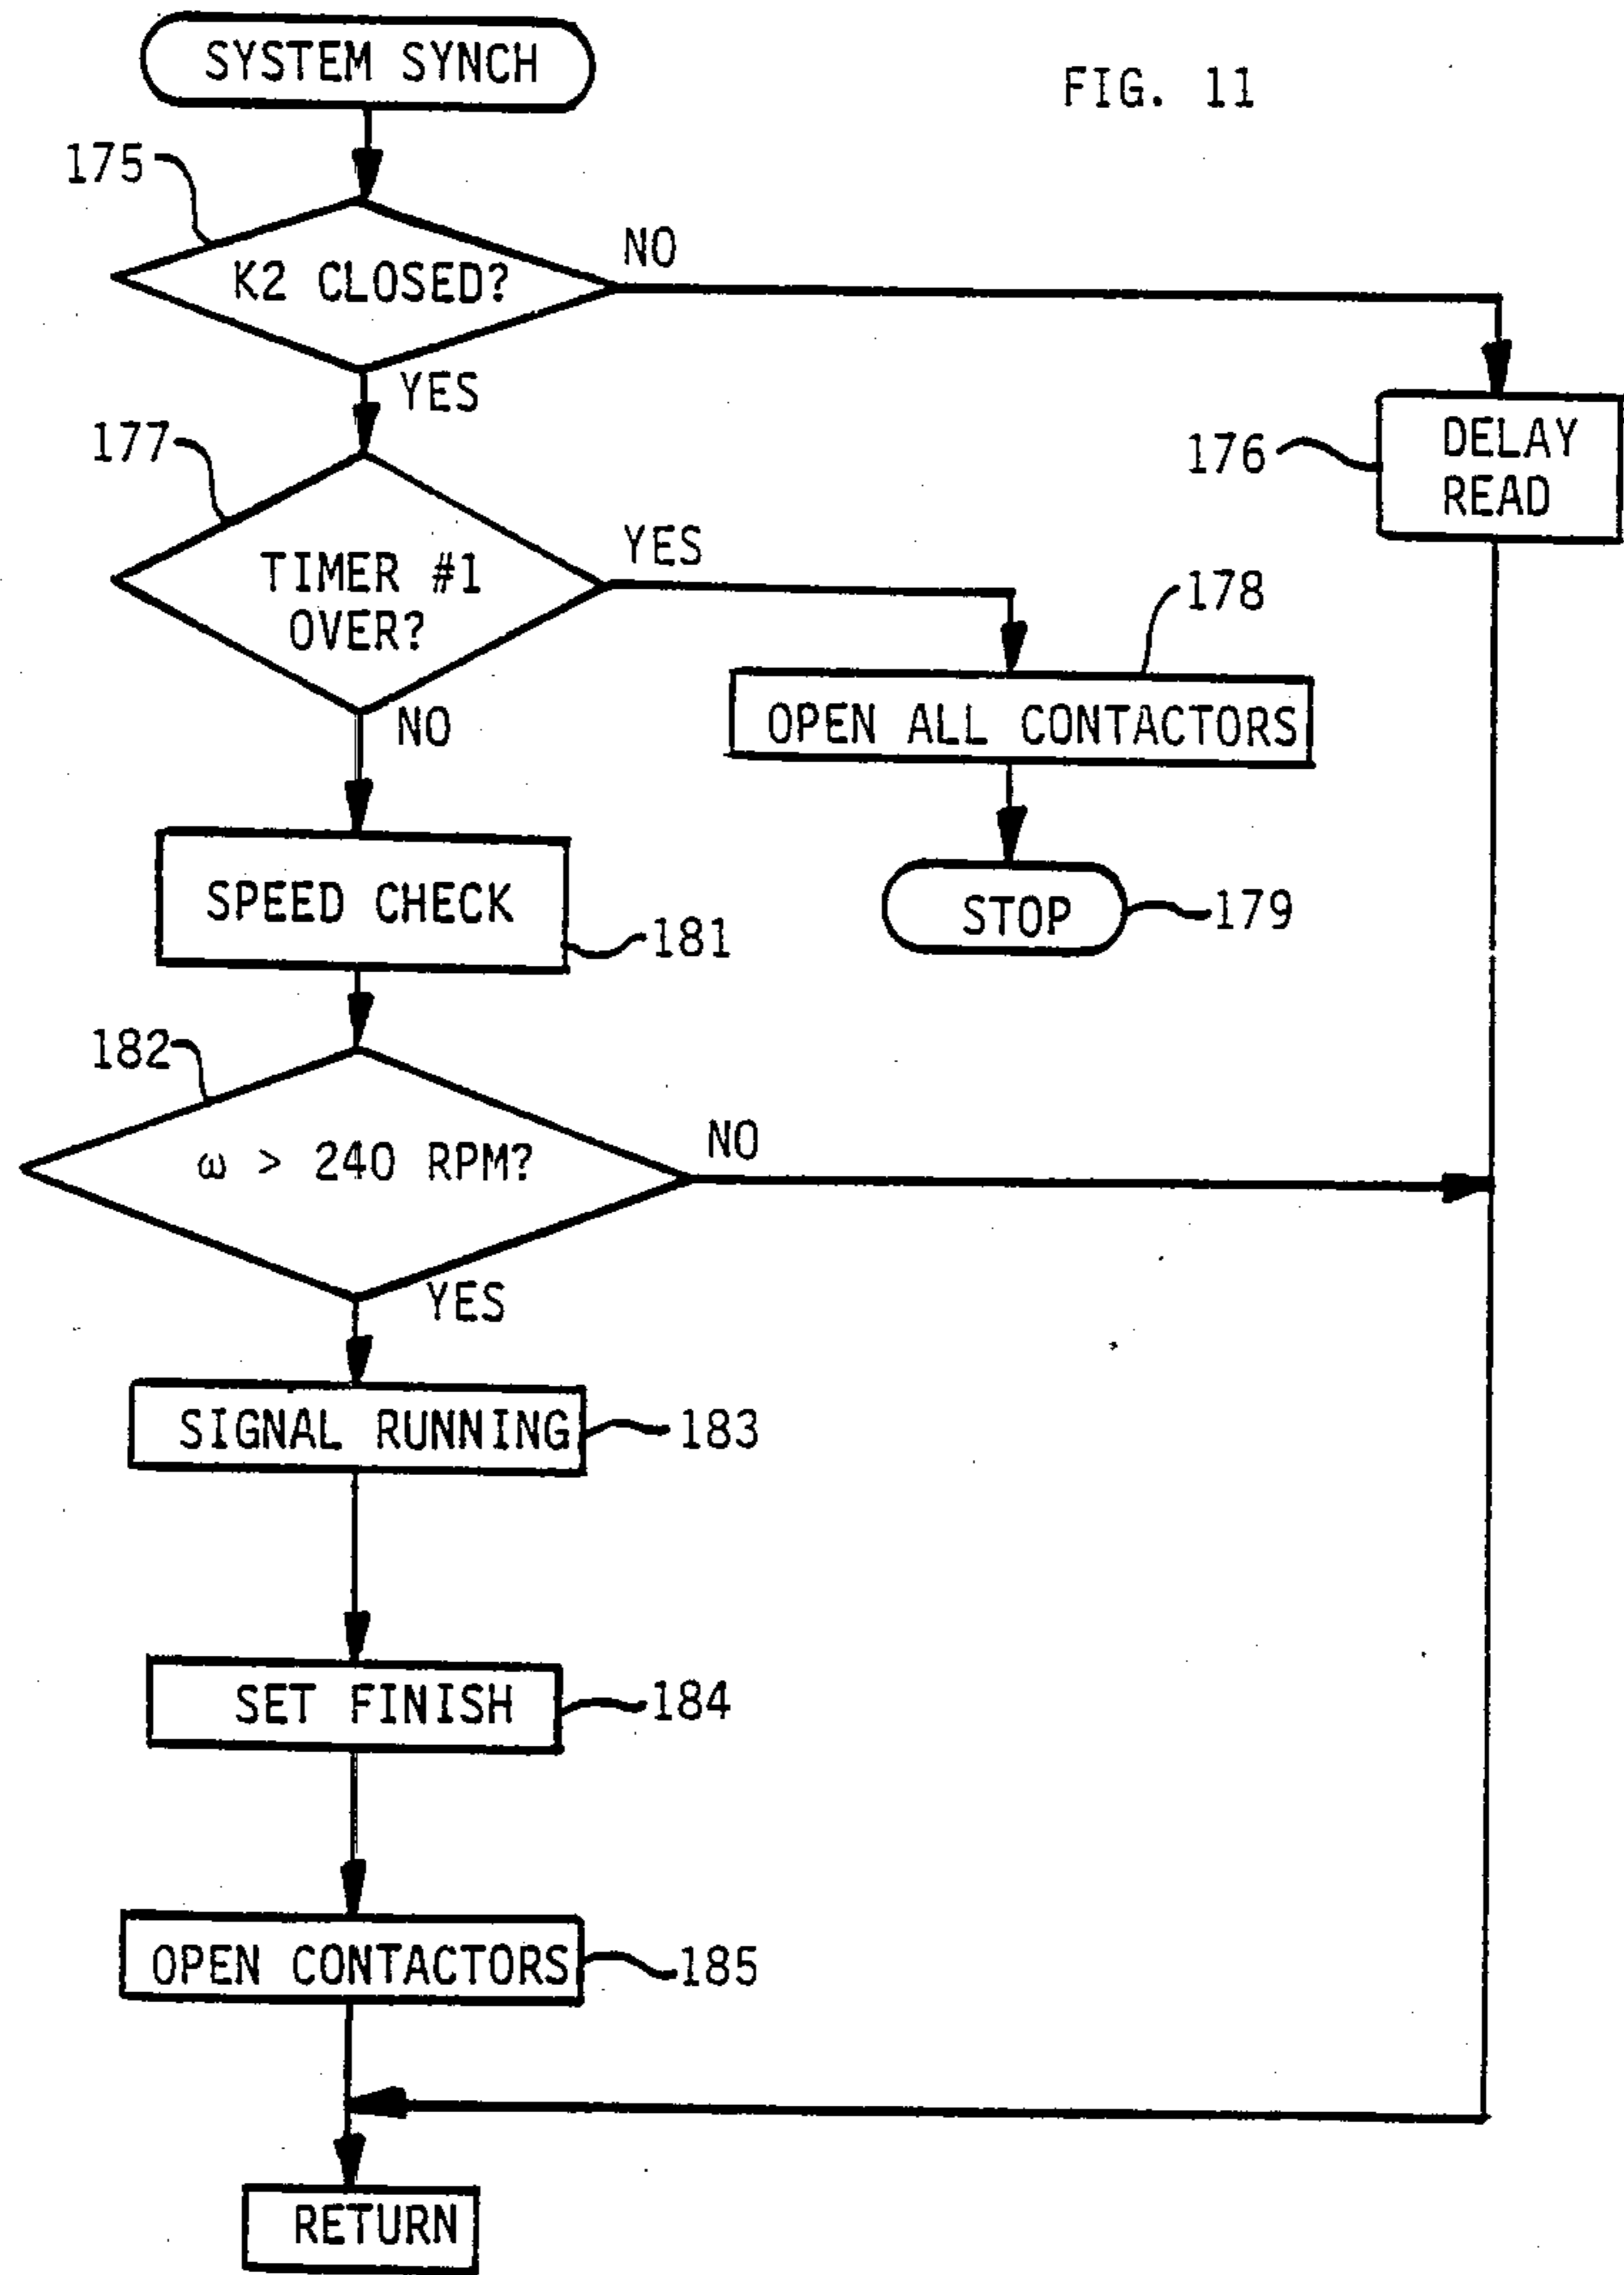 SYSTEM SYNCH
FIG. 11
175
K2 CLOSED?
NO
YES
177
176
DELAY
READ
TIMER #1
OVER?
YES
178
NO
OPEN ALL CONTACTORS
SPEED CHECK
181
STOP
179
182
ω > 240 RPM?
NO
YES
SIGNAL RUNNING
183
SET FINISH
184
OPEN CONTACTORS
185
RETURN